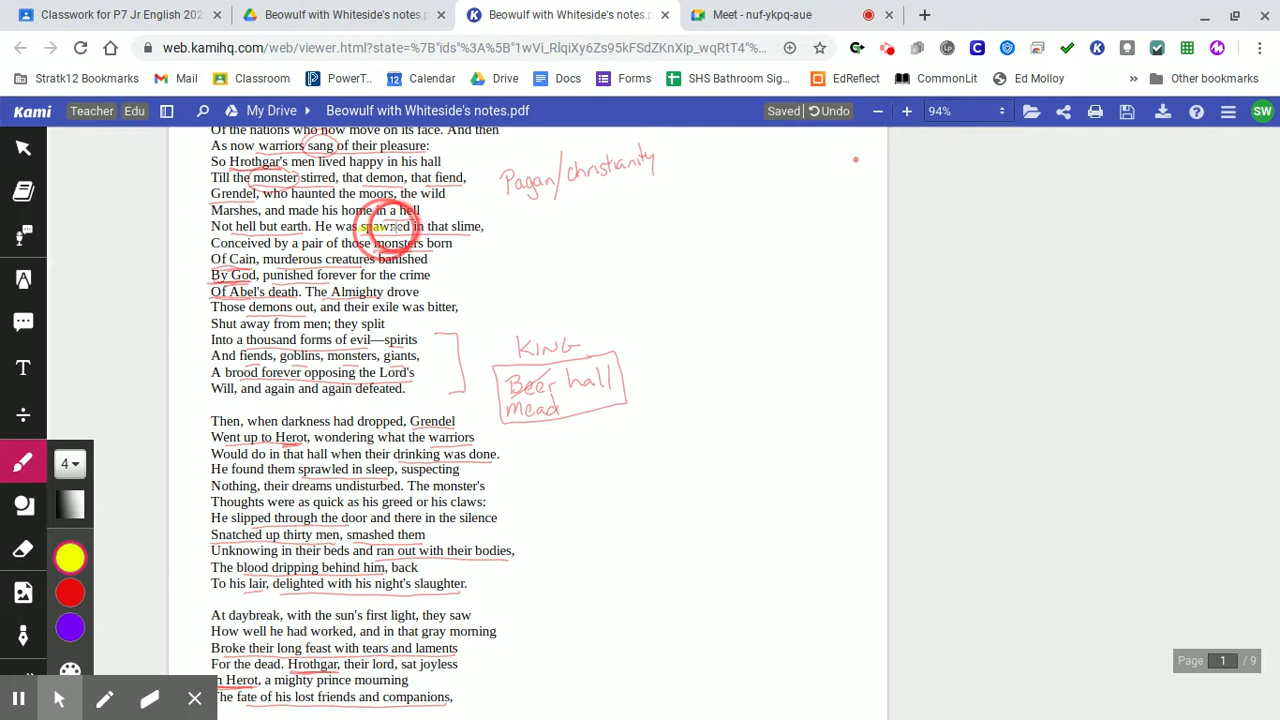 Classwork for P7 Jr English 202
Beowulf with Whiteside's notes.p
Beowulf with Whiteside's notes.p
Meet - nuf-ykpq-aue
web.kamihq.com/web/viewer.html?state=%7B"ids"%3A%5B"1wVi_RlqiXy6Zs95kFSdZKnXip_wqRtT4"%...
Stratk12 Bookmarks
Mail
Classroom
PowerT...
Calendar
Drive
Docs
Forms
SHS Bathroom Sig...
EdReflect
CommonLit
Ed Molloy
»
Other bookmarks
Kami
Teacher
Edu
My Drive
Beowulf with Whiteside's notes.pdf
Saved
Undo
94%
SW
Of the nations who now move on its face. And then
As now warriors sang of their pleasure:
So Hrothgar's men lived happy in his hall
Till the monster stirred, that demon, that fiend,
Grendel, who haunted the moors, the wild
Marshes, and made his home in a hell
Not hell but earth. He was spawned in that slime,
Conceived by a pair of those monsters born
Of Cain, murderous creatures banished
By God, punished forever for the crime
Of Abel's death. The Almighty drove
Those demons out, and their exile was bitter,
Shut away from men; they split
Into a thousand forms of evil—spirits
And fiends, goblins, monsters, giants,
A brood forever opposing the Lord's
Will, and again and again defeated.
Pagan/christianity
KING
Beer hall
mead
Then, when darkness had dropped, Grendel
Went up to Herot, wondering what the warriors
Would do in that hall when their drinking was done.
He found them sprawled in sleep, suspecting
Nothing, their dreams undisturbed. The monster's
Thoughts were as quick as his greed or his claws:
He slipped through the door and there in the silence
Snatched up thirty men, smashed them
Unknowing in their beds and ran out with their bodies,
The blood dripping behind him, back
To his lair, delighted with his night's slaughter.
At daybreak, with the sun's first light, they saw
How well he had worked, and in that gray morning
Broke their long feast with tears and laments
For the dead. Hrothgar, their lord, sat joyless
Herot, a mighty prince mourning
The fate of his lost friends and companions,
4
Page 1 / 9